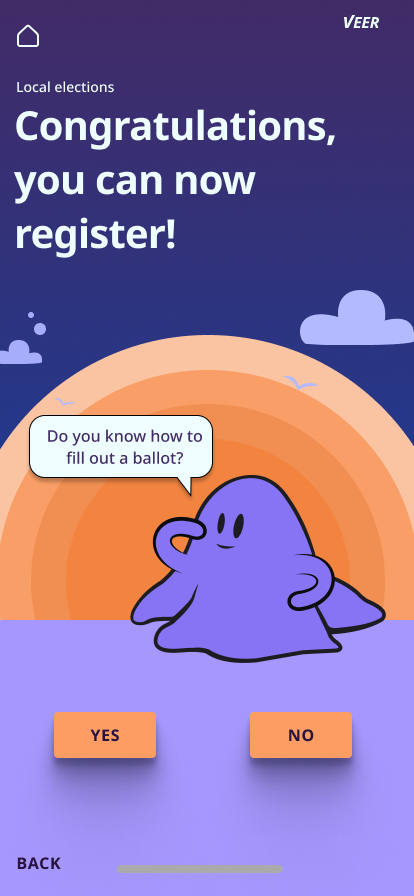 VEER
Local elections
Congratulations,
you can now
register!
Do you know how to
fill out a ballot?
YES
NO
BACK